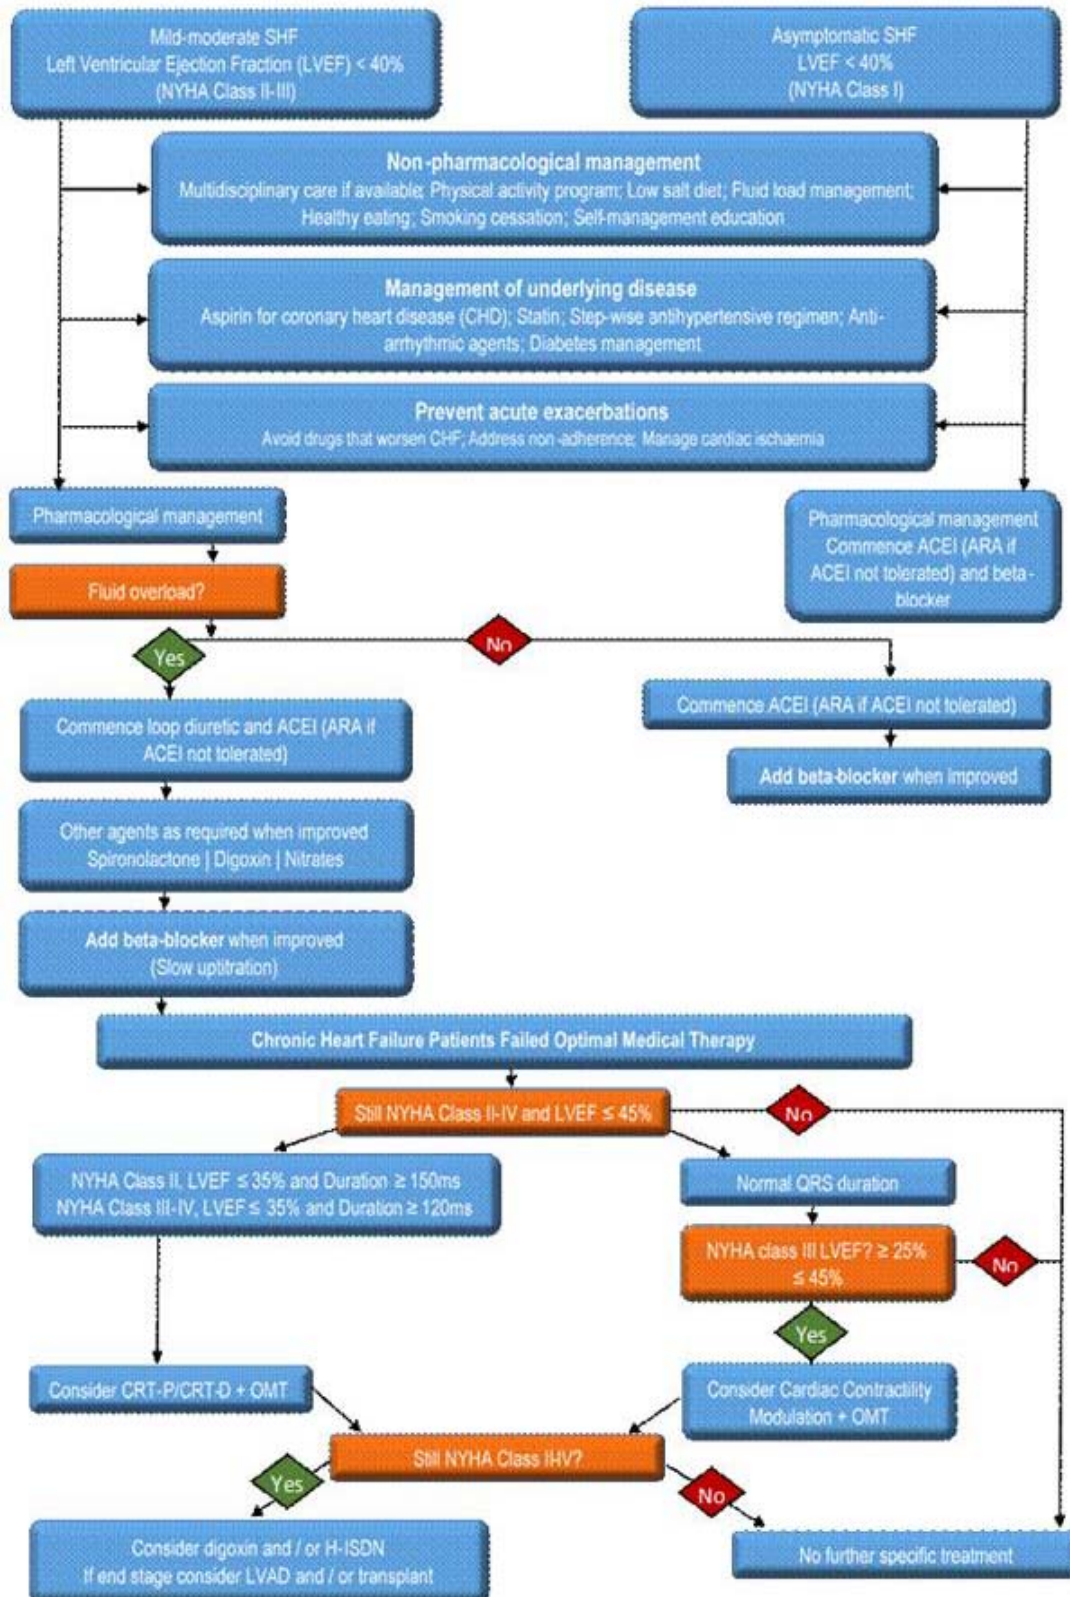 Mild-moderate SHF
Left Ventricular Ejection Fraction (LVEF) < 40%
(NYHA Class II-III)
Asymptomatic SHF
LVEF < 40%
(NYHA Class I)
Non-pharmacological management
Multidisciplinary care if available; Physical activity program; Low salt diet; Fluid load management;
Healthy eating; Smoking cessation; Self-management education
Management of underlying disease
Aspirin for coronary heart disease (CHD); Statin; Step-wise antihypertensive regimen; Anti-
arrhythmic agents; Diabetes management
Prevent acute exacerbations
Avoid drugs that worsen CHF; Address non-adherence; Manage cardiac ischaemia
Pharmacological management
Pharmacological management
Commence ACEI (ARA if
ACEI not tolerated) and beta-
blocker
Fluid overload?
Yes
No
Commence loop diuretic and ACEI (ARA if
ACEI not tolerated)
Commence ACEI (ARA if ACEI not tolerated)
Add beta-blocker when improved
Other agents as required when improved
Spironolactone | Digoxin | Nitrates
Add beta-blocker when improved
(Slow uptitration)
Chronic Heart Failure Patients Failed Optimal Medical Therapy
Still NYHA Class II-IV and LVEF ≤ 45%
No
NYHA Class II, LVEF ≤ 35% and Duration ≥ 150ms
NYHA Class III-IV, LVEF ≤ 35% and Duration ≥ 120ms
Normal QRS duration
NYHA class III LVEF? ≥ 25%
≤ 45%
No
Yes
Consider CRT-P/CRT-D + OMT
Consider Cardiac Contractility
Modulation + OMT
Still NYHA Class II-IV?
Yes
No
Consider digoxin and / or H-ISDN
If end stage consider LVAD and / or transplant
No further specific treatment